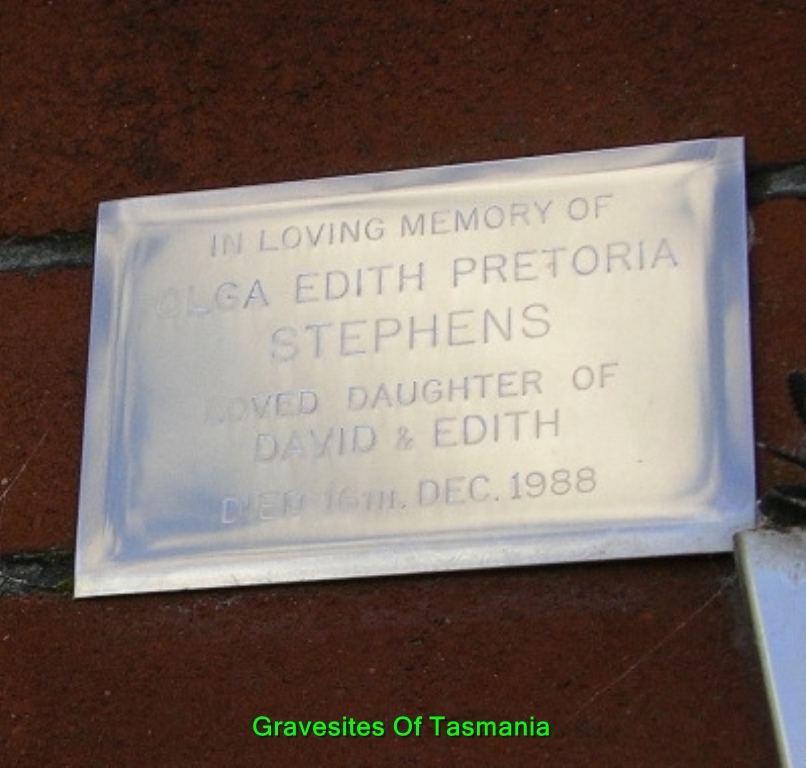 IN LOVING MEMORY OF
OLGA EDITH PRETORIA
STEPHENS
LOVED DAUGHTER OF
DAVID & EDITH
DIED 16TH. DEC. 1988
Gravesites Of Tasmania